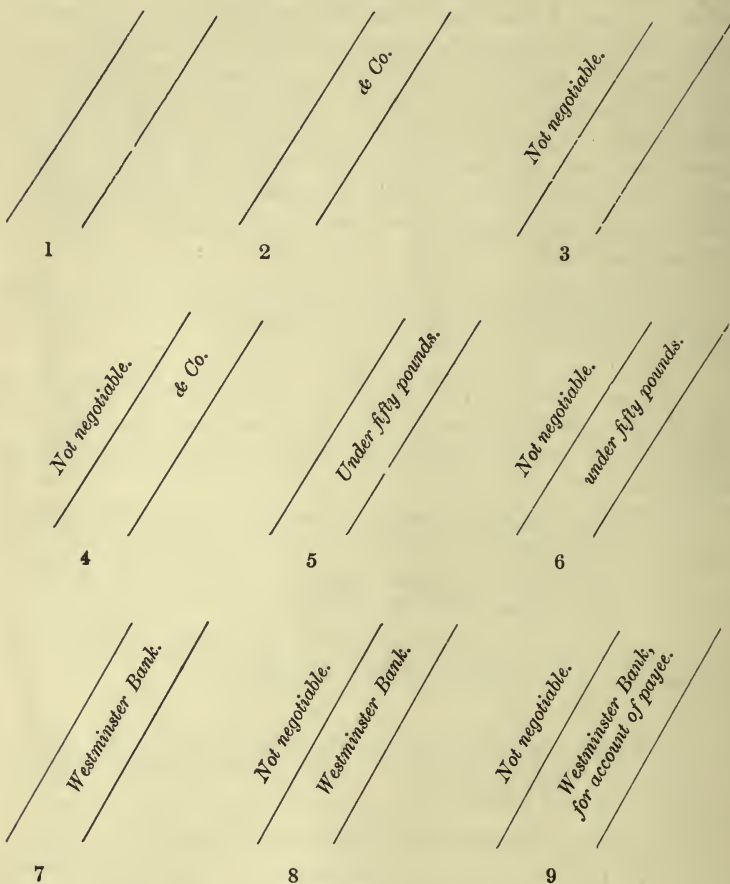 1
& Co.
2
Not negotiable.
3
Not negotiable.
& Co.
4
Under fifty pounds.
5
Not negotiable.
under fifty pounds.
6
Westminster Bank.
7
Not negotiable.
Westminster Bank.
8
Not negotiable.
Westminster Bank,
for account of payee.
9